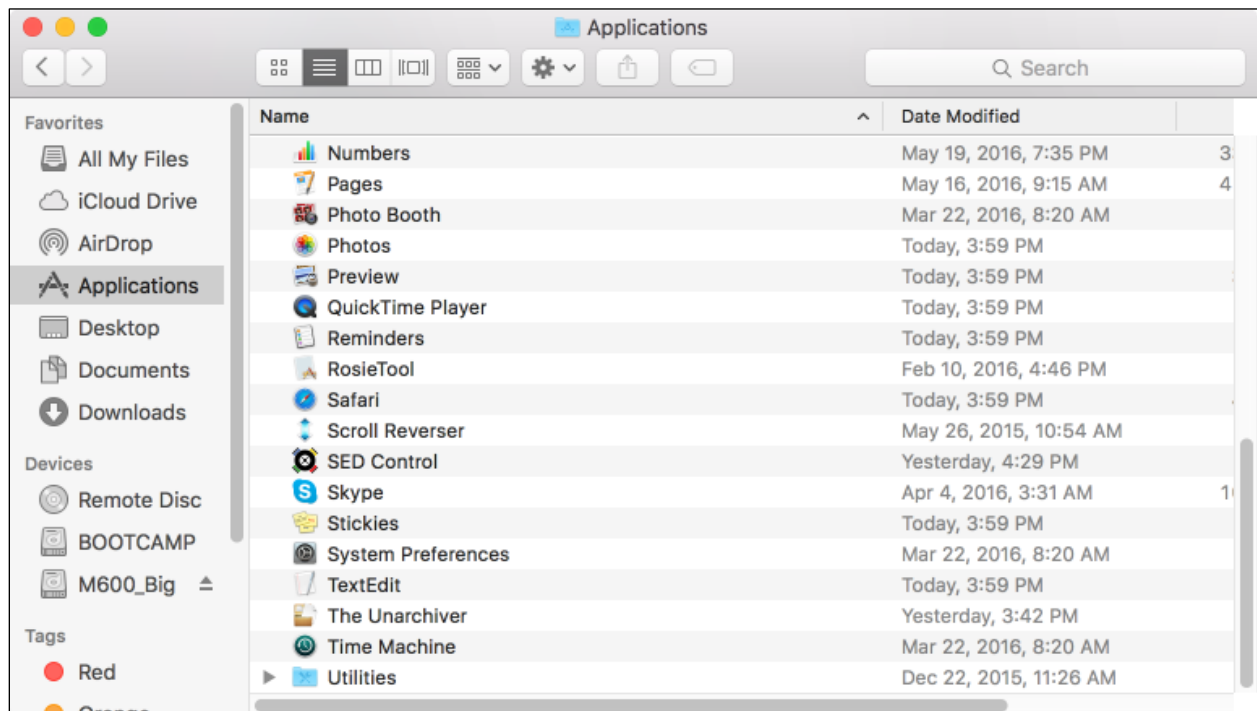 Applications
Search
Favorites
All My Files
iCloud Drive
AirDrop
Applications
Desktop
Documents
Downloads
Devices
Remote Disc
BOOTCAMP
M600_Big
Tags
Red
Name Date Modified
Numbers May 19, 2016, 7:35 PM
Pages May 16, 2016, 9:15 AM
Photo Booth Mar 22, 2016, 8:20 AM
Photos Today, 3:59 PM
Preview Today, 3:59 PM
QuickTime Player Today, 3:59 PM
Reminders Today, 3:59 PM
RosieTool Feb 10, 2016, 4:46 PM
Safari Today, 3:59 PM
Scroll Reverser May 26, 2015, 10:54 AM
SED Control Yesterday, 4:29 PM
Skype Apr 4, 2016, 3:31 AM
Stickies Today, 3:59 PM
System Preferences Mar 22, 2016, 8:20 AM
TextEdit Today, 3:59 PM
The Unarchiver Yesterday, 3:42 PM
Time Machine Mar 22, 2016, 8:20 AM
Utilities Dec 22, 2015, 11:26 AM